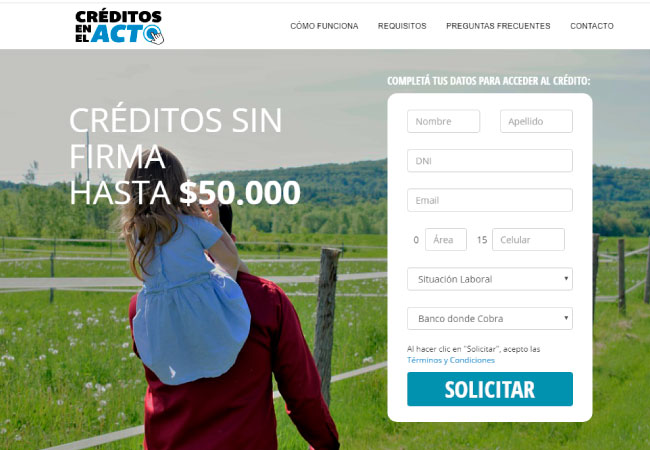 CRÉDITOS
EN
EL ACTO
CÓMO FUNCIONA REQUISITOS PREGUNTAS FRECUENTES CONTACTO
CRÉDITOS SIN
FIRMA
HASTA $50.000
COMPLETÁ TUS DATOS PARA ACCEDER AL CRÉDITO:
Nombre Apellido
DNI
Email
0 Área 15 Celular
Situación Laboral
Banco donde Cobra
Al hacer clic en "Solicitar", acepto las
Términos y Condiciones
SOLICITAR